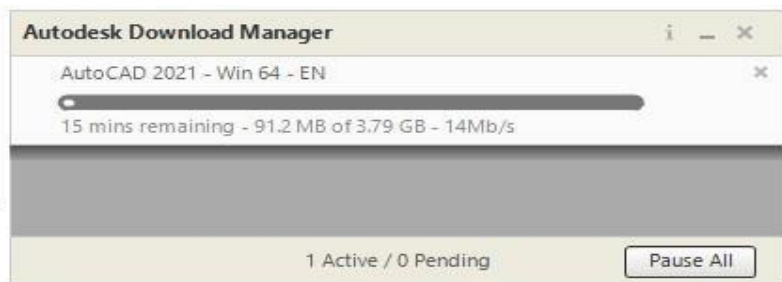 Autodesk Download Manager
AutoCAD 2021 - Win 64 - EN
15 mins remaining - 91.2 MB of 3.79 GB - 14Mb/s
1 Active / 0 Pending
Pause All